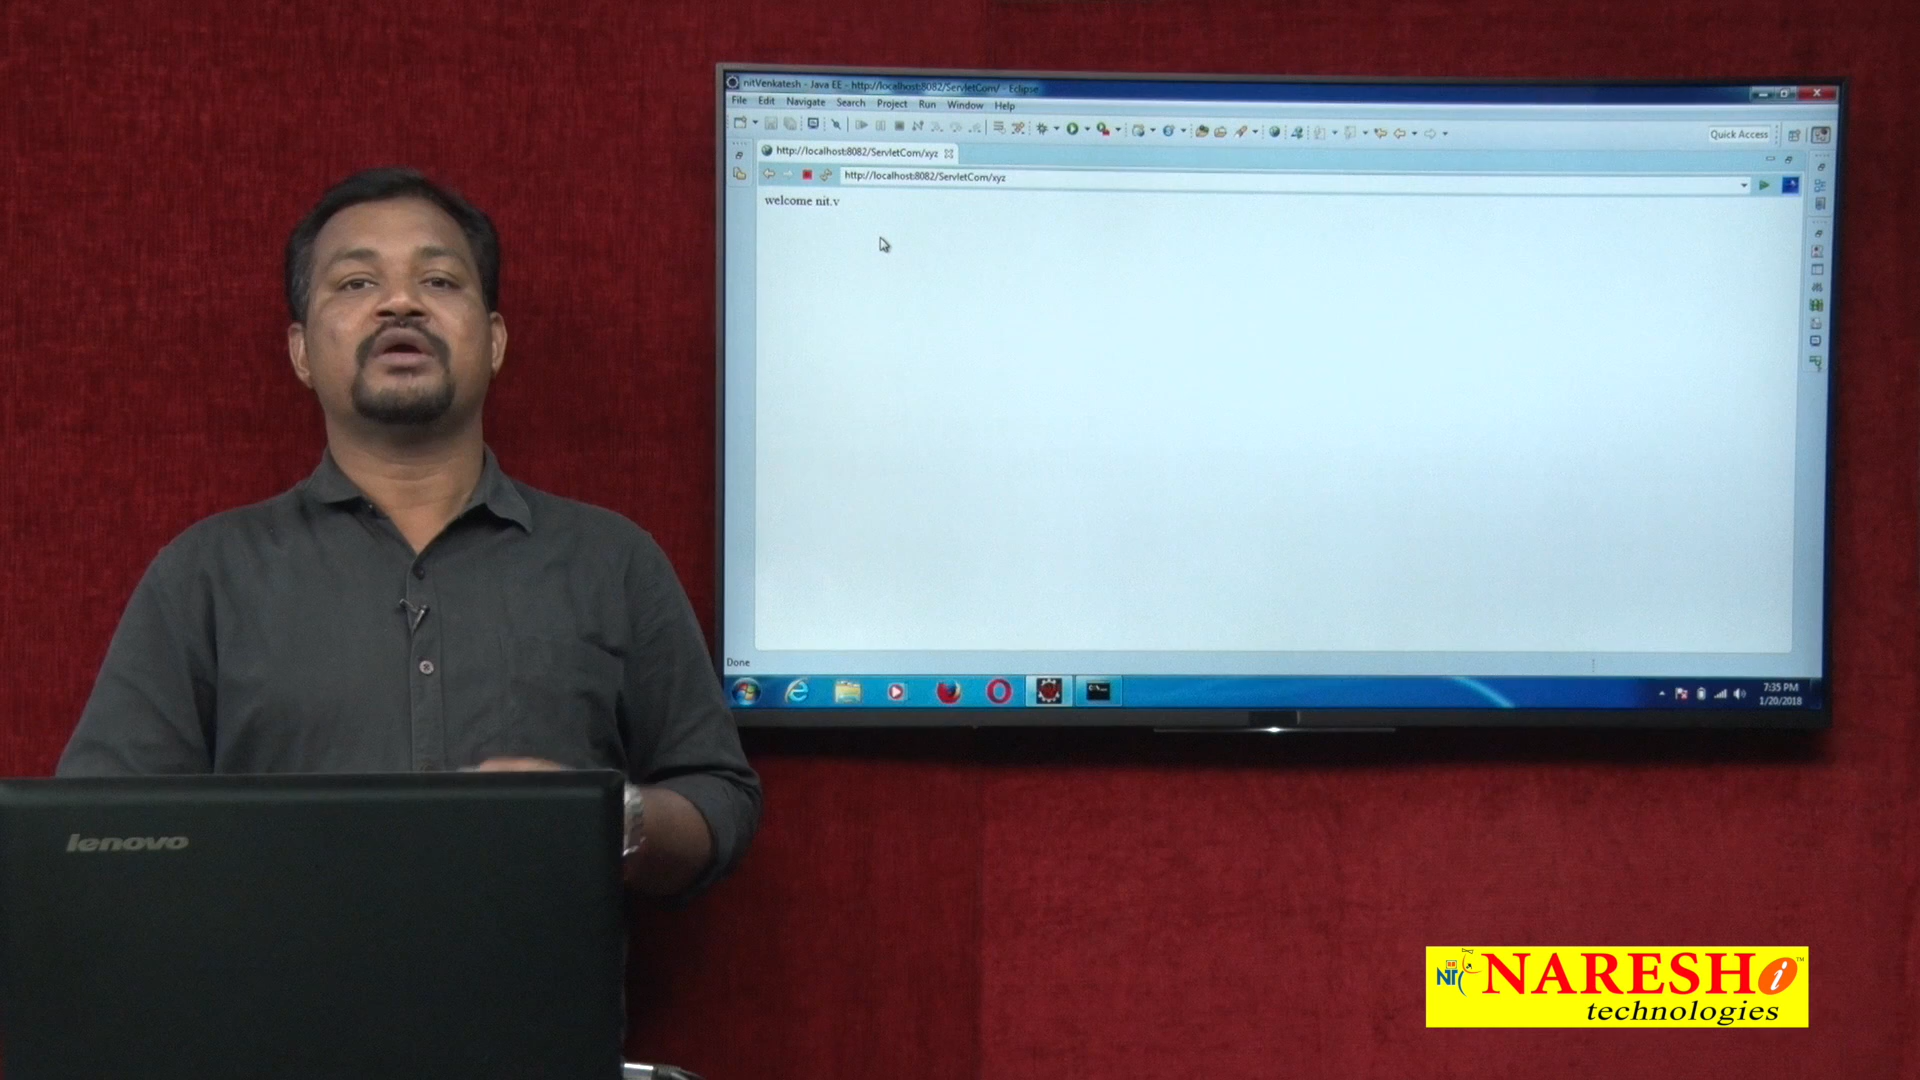 nitVenkatesh - Java EE - http://localhost:8082/ServletCom/ - Eclipse
File Edit Navigate Search Project Run Window Help
Quick Access
http://localhost:8082/ServletCom/xyz
http://localhost:8082/ServletCom/xyz
welcome nit.v
Done
7:35 PM
1/20/2018
lenovo
NIT NARESH i ™
technologies